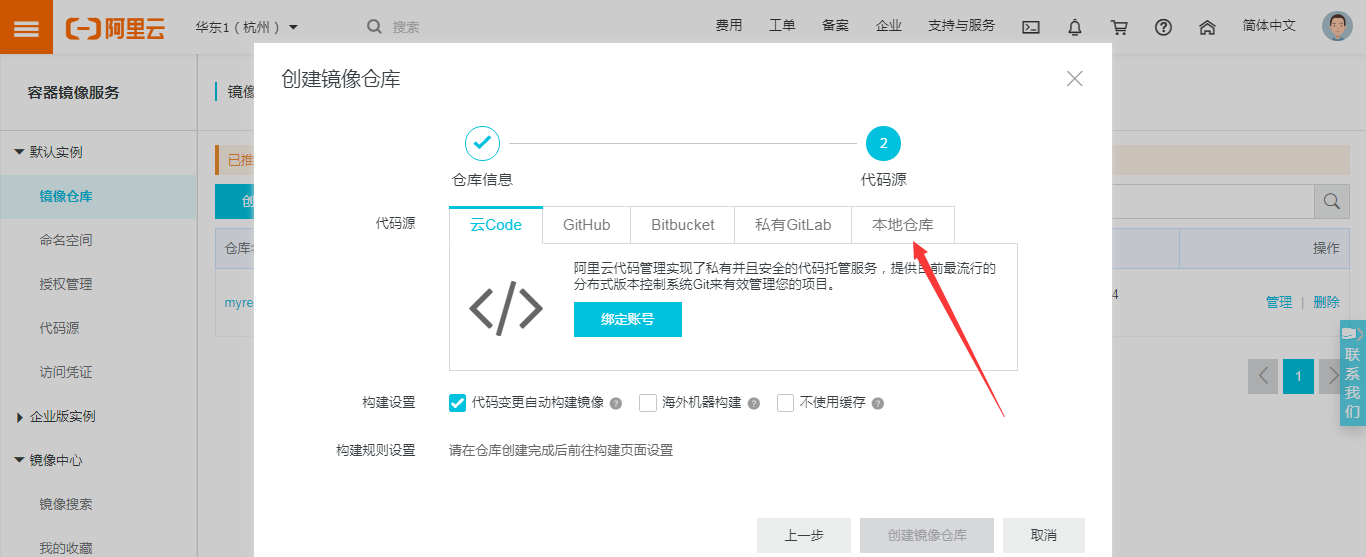 阿里云
华东1（杭州）
搜索
费用
工单
备案
企业
支持与服务
简体中文
容器镜像服务
默认实例
镜像仓库
命名空间
授权管理
代码源
访问凭证
企业版实例
镜像中心
镜像搜索
我的收藏
镜像
已推
创
仓库名
操作
myre
4
管理 | 删除
1
联系我们
创建镜像仓库
2
仓库信息
代码源
代码源
云Code
GitHub
Bitbucket
私有GitLab
本地仓库
阿里云代码管理实现了私有并且安全的代码托管服务，提供目前最流行的
分布式版本控制系统Git来有效管理您的项目。
</>
绑定账号
构建设置
代码变更自动构建镜像
海外机器构建
不使用缓存
构建规则设置
请在仓库创建完成后前往构建页面设置
上一步
创建镜像仓库
取消